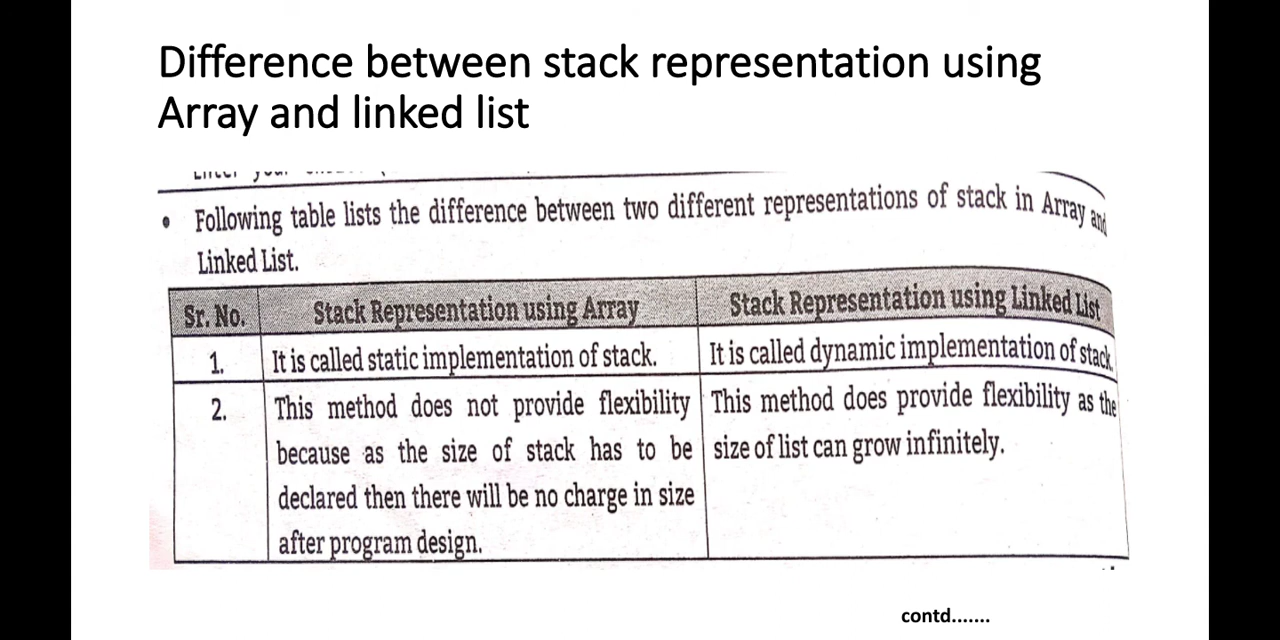 Difference between stack representation using
Array and linked list
• Following table lists the difference between two different representations of stack in Array and
Linked List.
Sr. No. Stack Representation using Array Stack Representation using Linked List
1. It is called static implementation of stack. It is called dynamic implementation of stack.
2. This method does not provide flexibility This method does provide flexibility as the
because as the size of stack has to be size of list can grow infinitely.
declared then there will be no charge in size
after program design.
contd.......